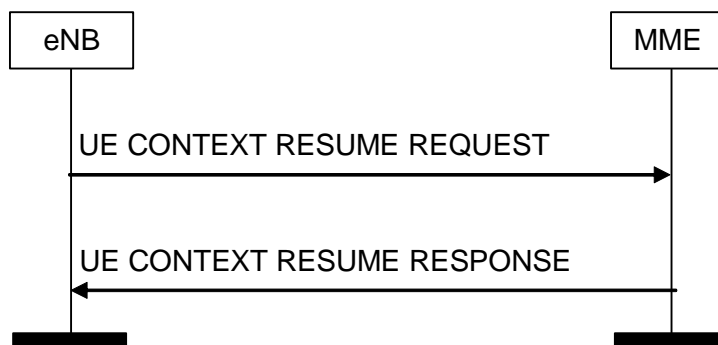 eNB
MME
UE CONTEXT RESUME REQUEST
UE CONTEXT RESUME RESPONSE